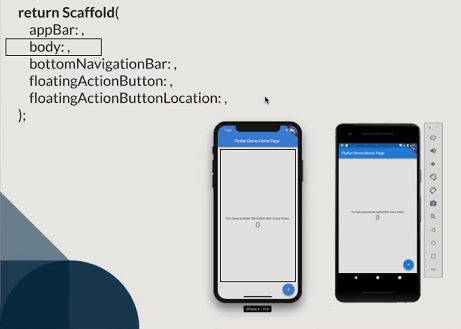 return Scaffold(
appBar: ,
body: ,
bottomNavigationBar: ,
floatingActionButton: ,
floatingActionButtonLocation: ,
);
Flutter Demo Home Page
Flutter Demo Home Page
You have pushed the button this many times:
0
You have pushed the button this many times:
0